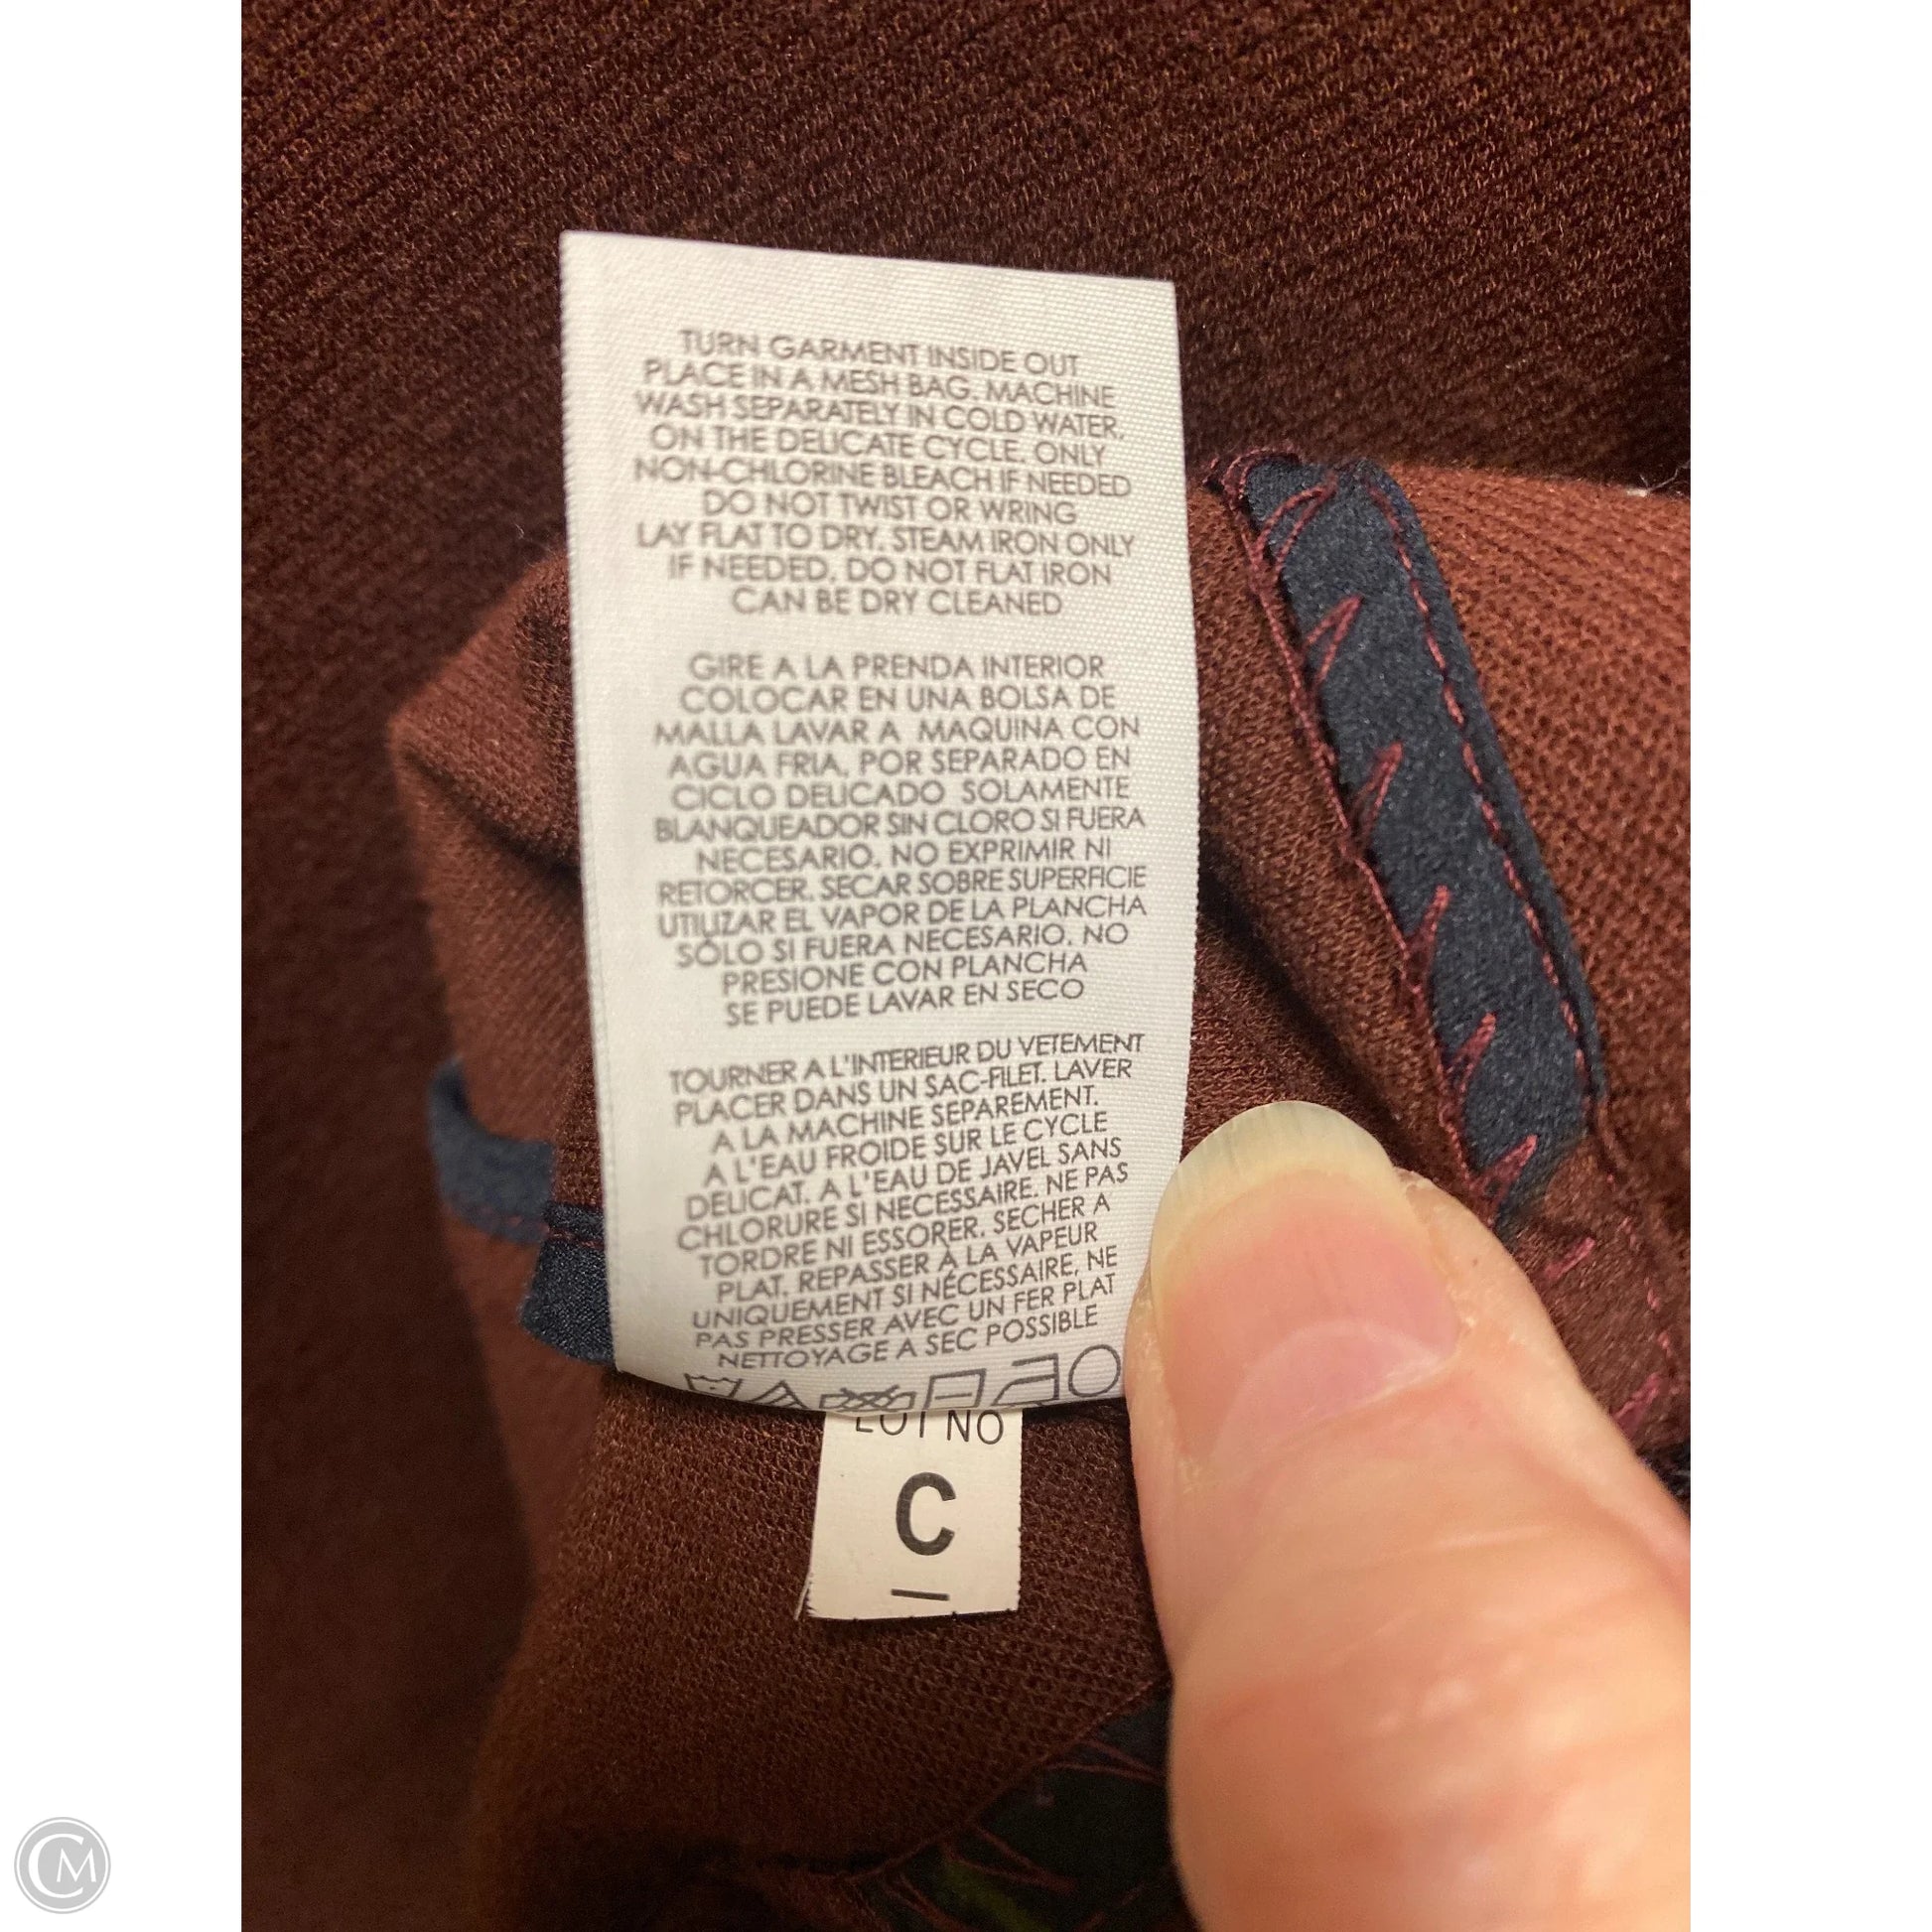 TURN GARMENT INSIDE OUT
PLACE IN A MESH BAG. MACHINE
WASH SEPARATELY IN COLD WATER,
ON THE DELICATE CYCLE. ONLY
NON-CHLORINE BLEACH IF NEEDED
DO NOT TWIST OR WRING
LAY FLAT TO DRY. STEAM IRON ONLY
IF NEEDED. DO NOT FLAT IRON
CAN BE DRY CLEANED
GIRE A LA PRENDA INTERIOR
COLOCAR EN UNA BOLSA DE
MALLA LAVAR A MAQUINA CON
AGUA FRIA, POR SEPARADO EN
CICLO DELICADO SOLAMENTE
BLANQUEADOR SIN CLORO SI FUERA
NECESARIO. NO EXPRIMIR NI
RETORCER. SECAR SOBRE SUPERFICIE
UTILIZAR EL VAPOR DE LA PLANCHA
SÓLO SI FUERA NECESARIO. NO
PRESIONE CON PLANCHA
SE PUEDE LAVAR EN SECO
TOURNER A L'INTERIEUR DU VETEMENT
PLACER DANS UN SAC-FILET. LAVER
A LA MACHINE SEPAREMENT.
A L'EAU FROIDE SUR LE CYCLE
DELICAT. A L'EAU DE JAVEL SANS
CHLORURE SI NECESSAIRE. NE PAS
TORDRE NI ESSORER. SECHER A
PLAT. REPASSER À LA VAPEUR
UNIQUEMENT SI NÉCESSAIRE, NE
PAS PRESSER AVEC UN FER PLAT
NETTOYAGE A SEC POSSIBLE
LOT NO
C
CM